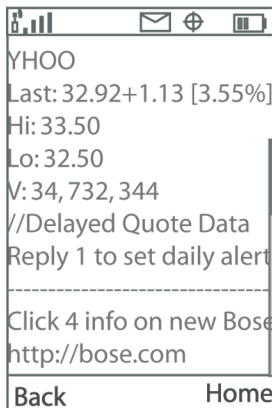 YHOO
Last: 32.92+1.13 [3.55%]
Hi: 33.50
Lo: 32.50
V: 34,732,344
//Delayed Quote Data
Reply 1 to set daily alert
------------------------------
Click 4 info on new Bose
http://bose.com
Back Home